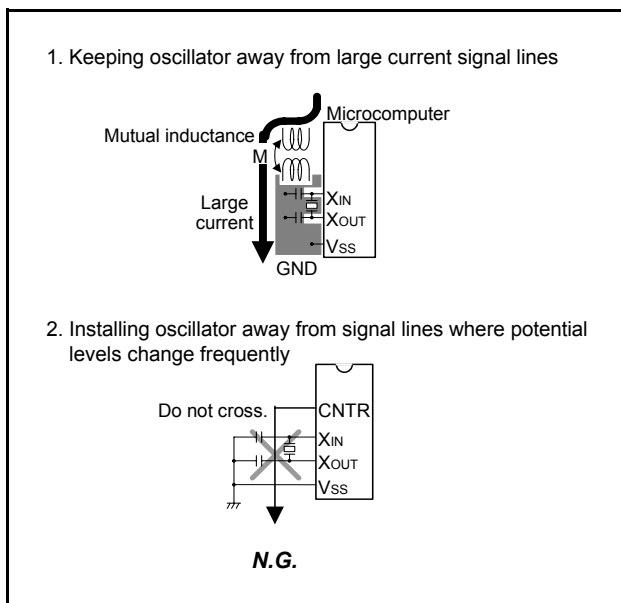 1. Keeping oscillator away from large current signal lines
Microcomputer
Mutual inductance
M
Large
current
XIN
XOUT
VSS
GND
2. Installing oscillator away from signal lines where potential
levels change frequently
Do not cross.
CNTR
XIN
XOUT
VSS
N.G.